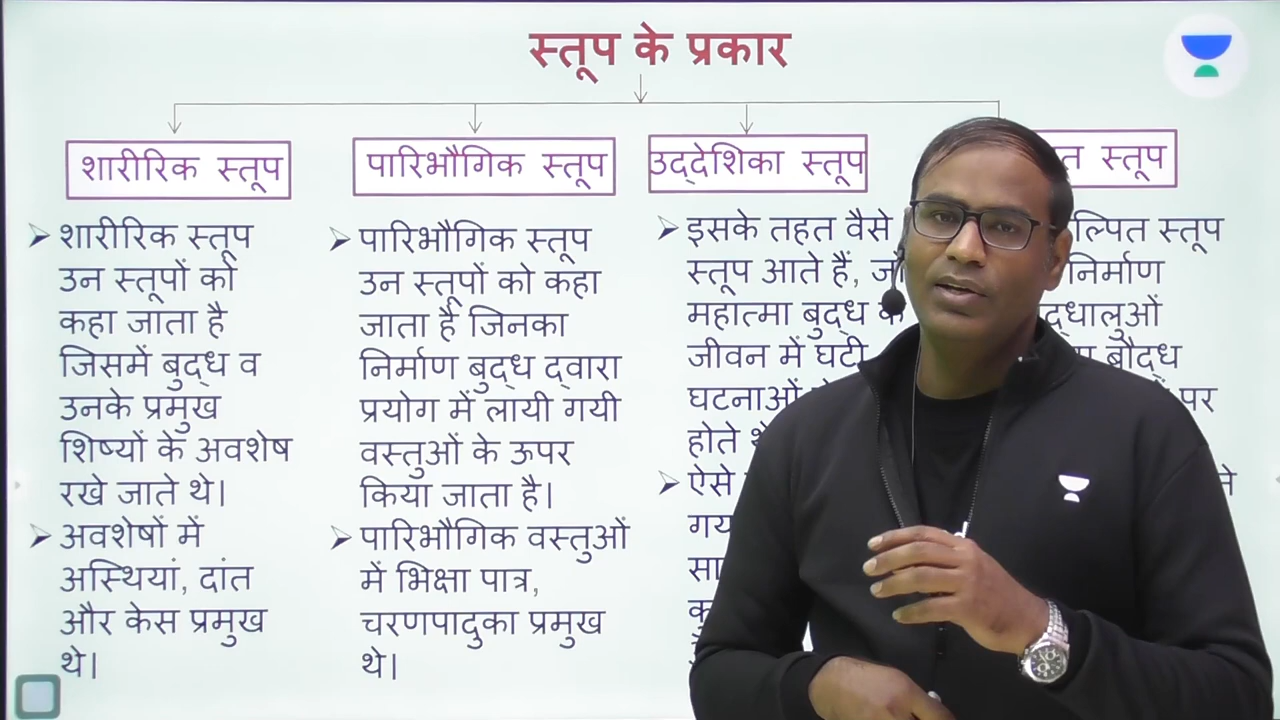 स्तूप के प्रकार
शारीरिक स्तूप
पारिभौगिक स्तूप
उद्देशिका स्तूप
स्तूप
शारीरिक स्तूप
उन स्तूपों को
कहा जाता है
जिसमें बुद्ध व
उनके प्रमुख
शिष्यों के अवशेष
रखे जाते थे।
अवशेषों में
अस्थियां, दांत
और केस प्रमुख
थे।
पारिभौगिक स्तूप
उन स्तूपों को कहा
जाता है जिनका
निर्माण बुद्ध द्वारा
प्रयोग में लायी गयी
वस्तुओं के ऊपर
किया जाता है।
पारिभौगिक वस्तुओं
में भिक्षा पात्र,
चरणपादुका प्रमुख
थे।
इसके तहत वैसे
स्तूप आते हैं,
महात्मा बुद्ध
जीवन में घटी
घटनाओं
होते
ऐसे
स्तूप
निर्माण
बौद्ध
पर